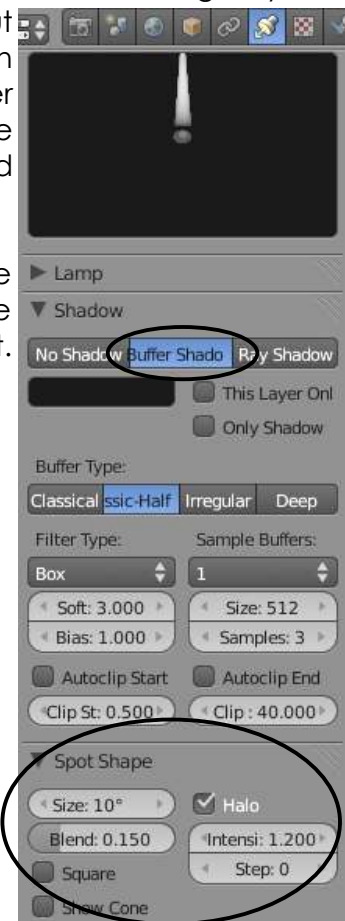 Lamp
Shadow
No Shadow Buffer Shado Ray Shadow
This Layer Onl
Only Shadow
Buffer Type:
Classical ssic-Half Irregular Deep
Filter Type: Sample Buffers:
Box 1
Soft: 3.000 Size: 512
Bias: 1.000 Samples: 3
Autoclip Start Autoclip End
Clip St: 0.500 Clip : 40.000
Spot Shape
Size: 10° Halo
Blend: 0.150 Intensi: 1.200
Square Step: 0
Show Cone